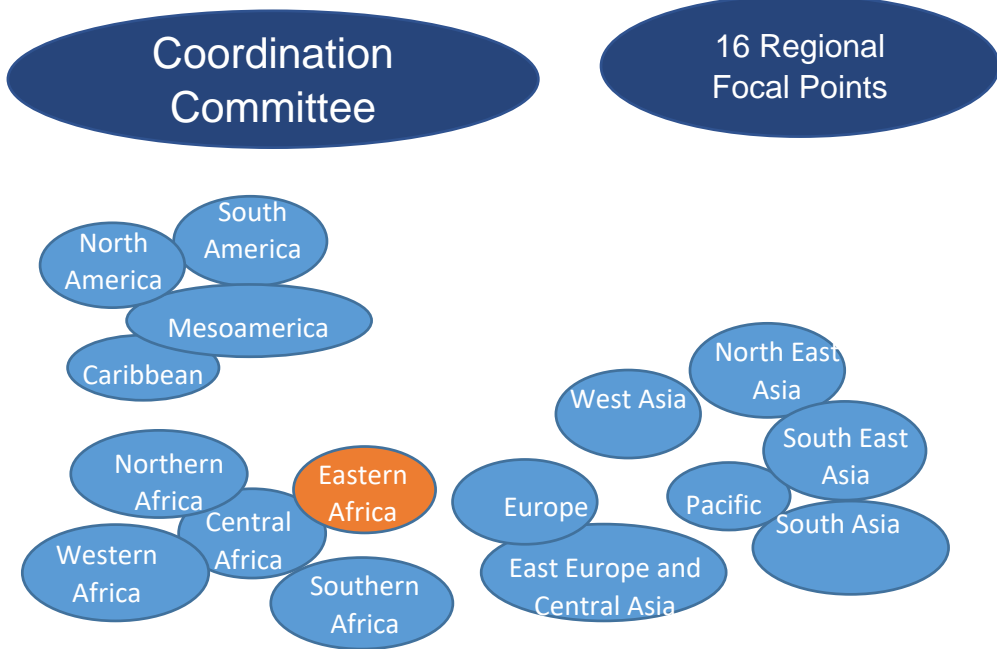 Coordination
Committee
16 Regional
Focal Points
South
America
North
America
Mesoamerica
Caribbean
North East
Asia
West Asia
South East
Asia
Northern
Africa
Eastern
Africa
Europe
Pacific
South Asia
Central
Africa
Western
Africa
East Europe and
Central Asia
Southern
Africa